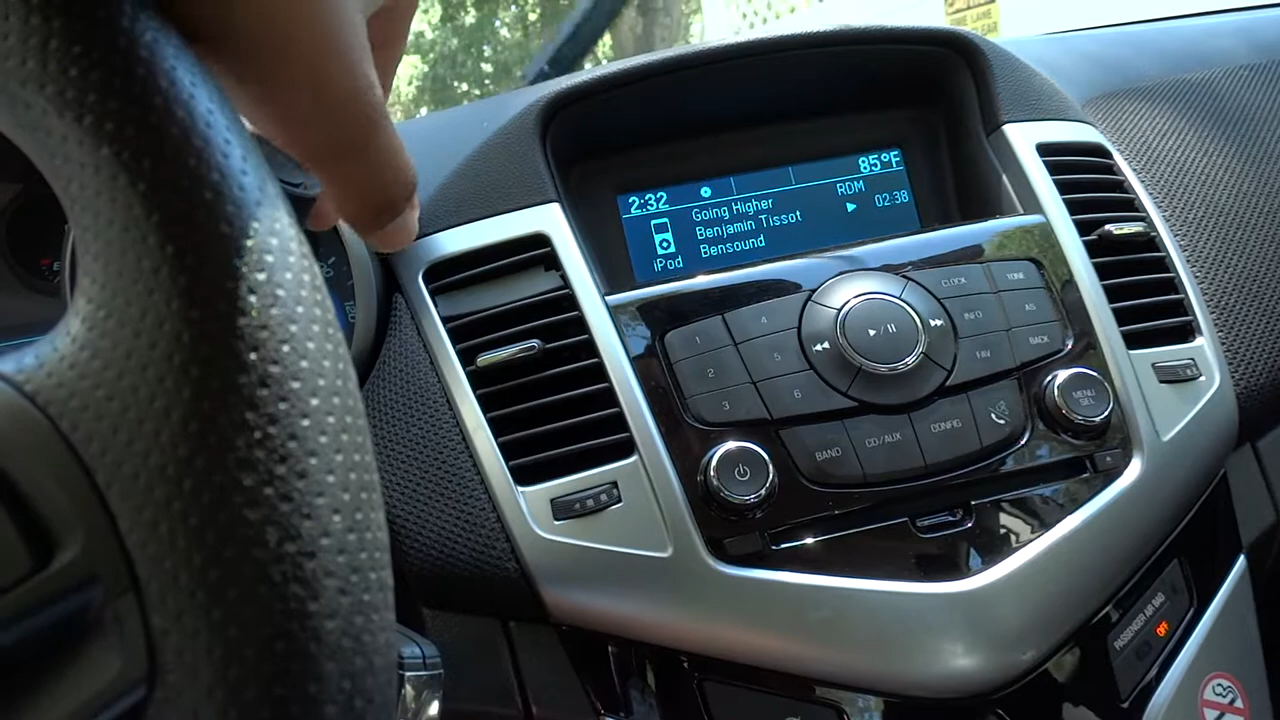 2:32
85°F
RDM
Going Higher
Benjamin Tissot
02:38
Bensound
iPod
1
4
2
5
3
6
CLOCK
TONE
INFO
AS
FAV
BACK
BAND
CD/AUX
CONFIG
MENU
SEL
PASSENGER AIR BAG
OFF